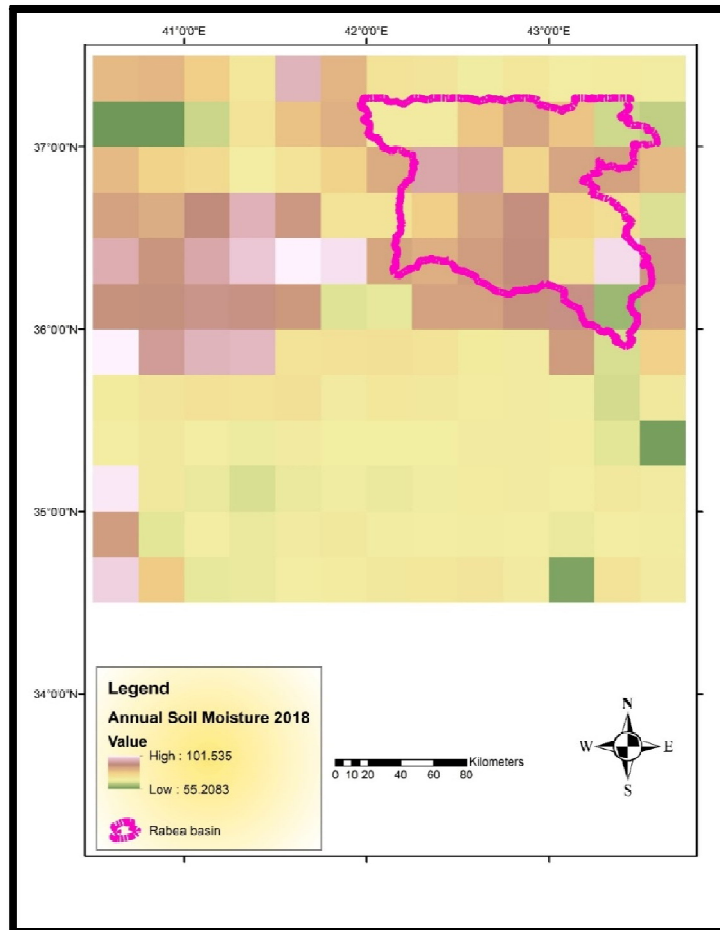 41°0'0"E 42°0'0"E 43°0'0"E
37°0'0"N
36°0'0"N
35°0'0"N
34°0'0"N
Legend
Annual Soil Moisture 2018
Value
High : 101.535
Low : 55.2083
Rabea basin
Kilometers
0 10 20 40 60 80
N
W E
S